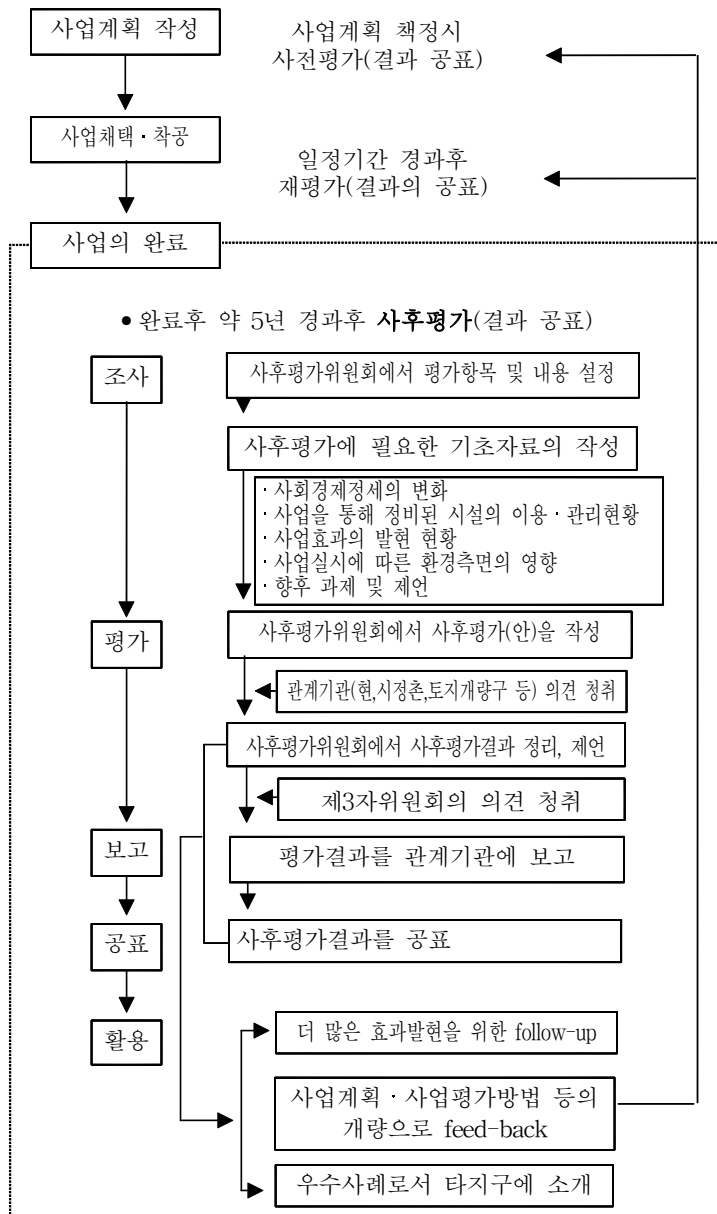 사업계획 작성
사업계획 책정시
사전평가(결과 공표)
사업채택·착공
일정기간 경과후
재평가(결과의 공표)
사업의 완료
• 완료후 약 5년 경과후 사후평가(결과 공표)
조사
사후평가위원회에서 평가항목 및 내용 설정
사후평가에 필요한 기초자료의 작성
· 사회경제정세의 변화
· 사업을 통해 정비된 시설의 이용·관리현황
· 사업효과의 발현 현황
· 사업실시에 따른 환경측면의 영향
· 향후 과제 및 제언
평가
사후평가위원회에서 사후평가(안)을 작성
관계기관(현,시정촌,토지개량구 등) 의견 청취
사후평가위원회에서 사후평가결과 정리, 제언
제3자위원회의 의견 청취
보고
평가결과를 관계기관에 보고
공표
사후평가결과를 공표
활용
더 많은 효과발현을 위한 follow-up
사업계획·사업평가방법 등의
개량으로 feed-back
우수사례로서 타지구에 소개